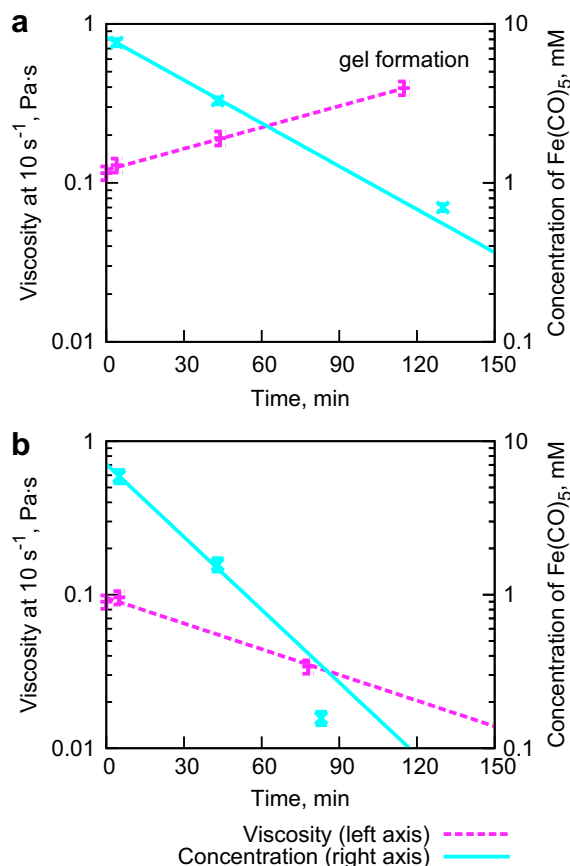 a
Viscosity at 10 s⁻¹, Pa·s
1
0.1
0.01
gel formation
10
1
0.1
Concentration of Fe(CO)₅, mM
0 30 60 90 120 150
Time, min
b
Viscosity at 10 s⁻¹, Pa·s
1
0.1
0.01
10
1
0.1
Concentration of Fe(CO)₅, mM
0 30 60 90 120 150
Time, min
Viscosity (left axis)
Concentration (right axis)